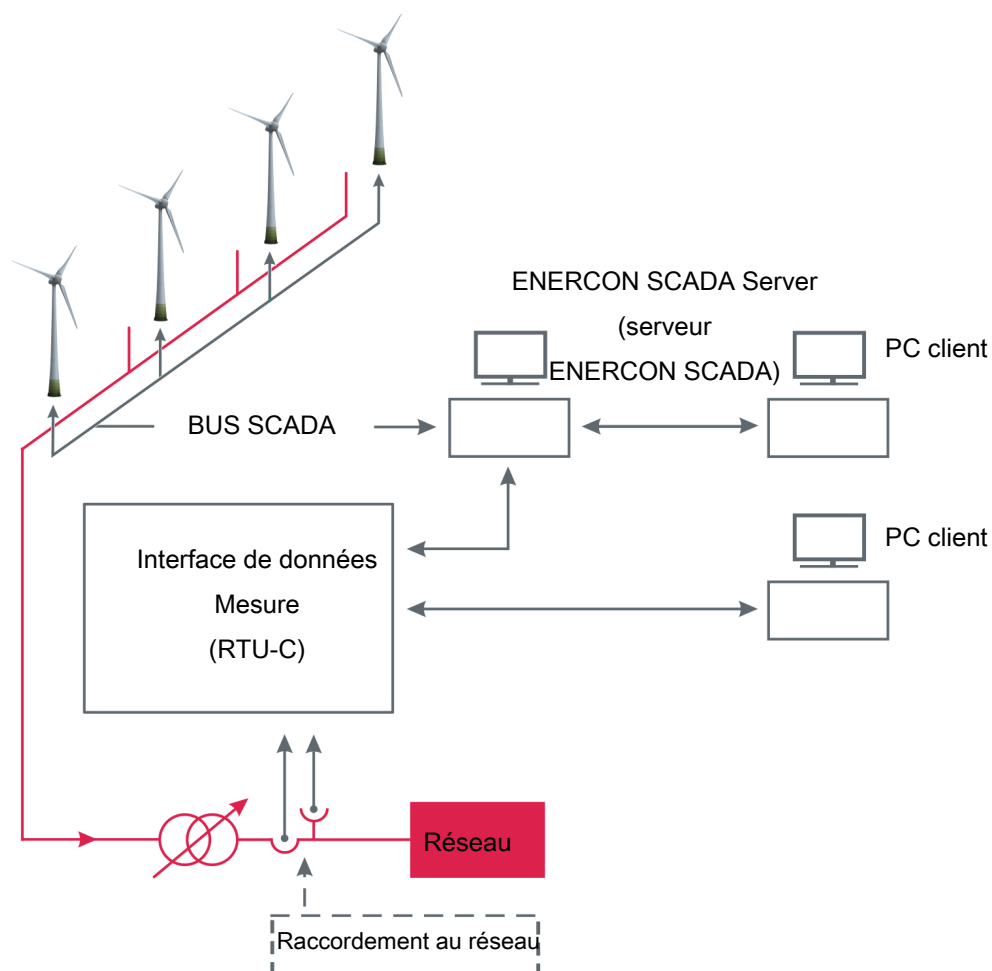 ENERCON SCADA Server
(serveur
ENERCON SCADA)
PC client
BUS SCADA
PC client
Interface de données
Mesure
(RTU-C)
Réseau
Raccordement au réseau